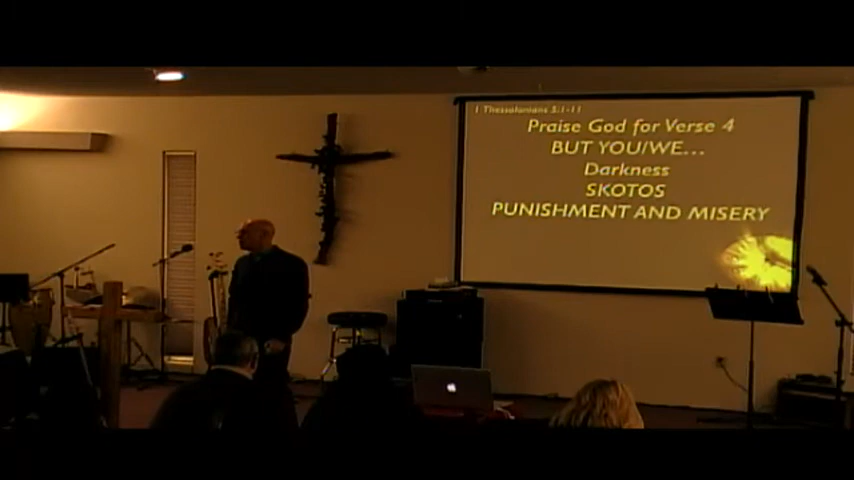 1 Thessalonians 5:1-11
Praise God for Verse 4
BUT YOU/WE...
Darkness
SKOTOS
PUNISHMENT AND MISERY